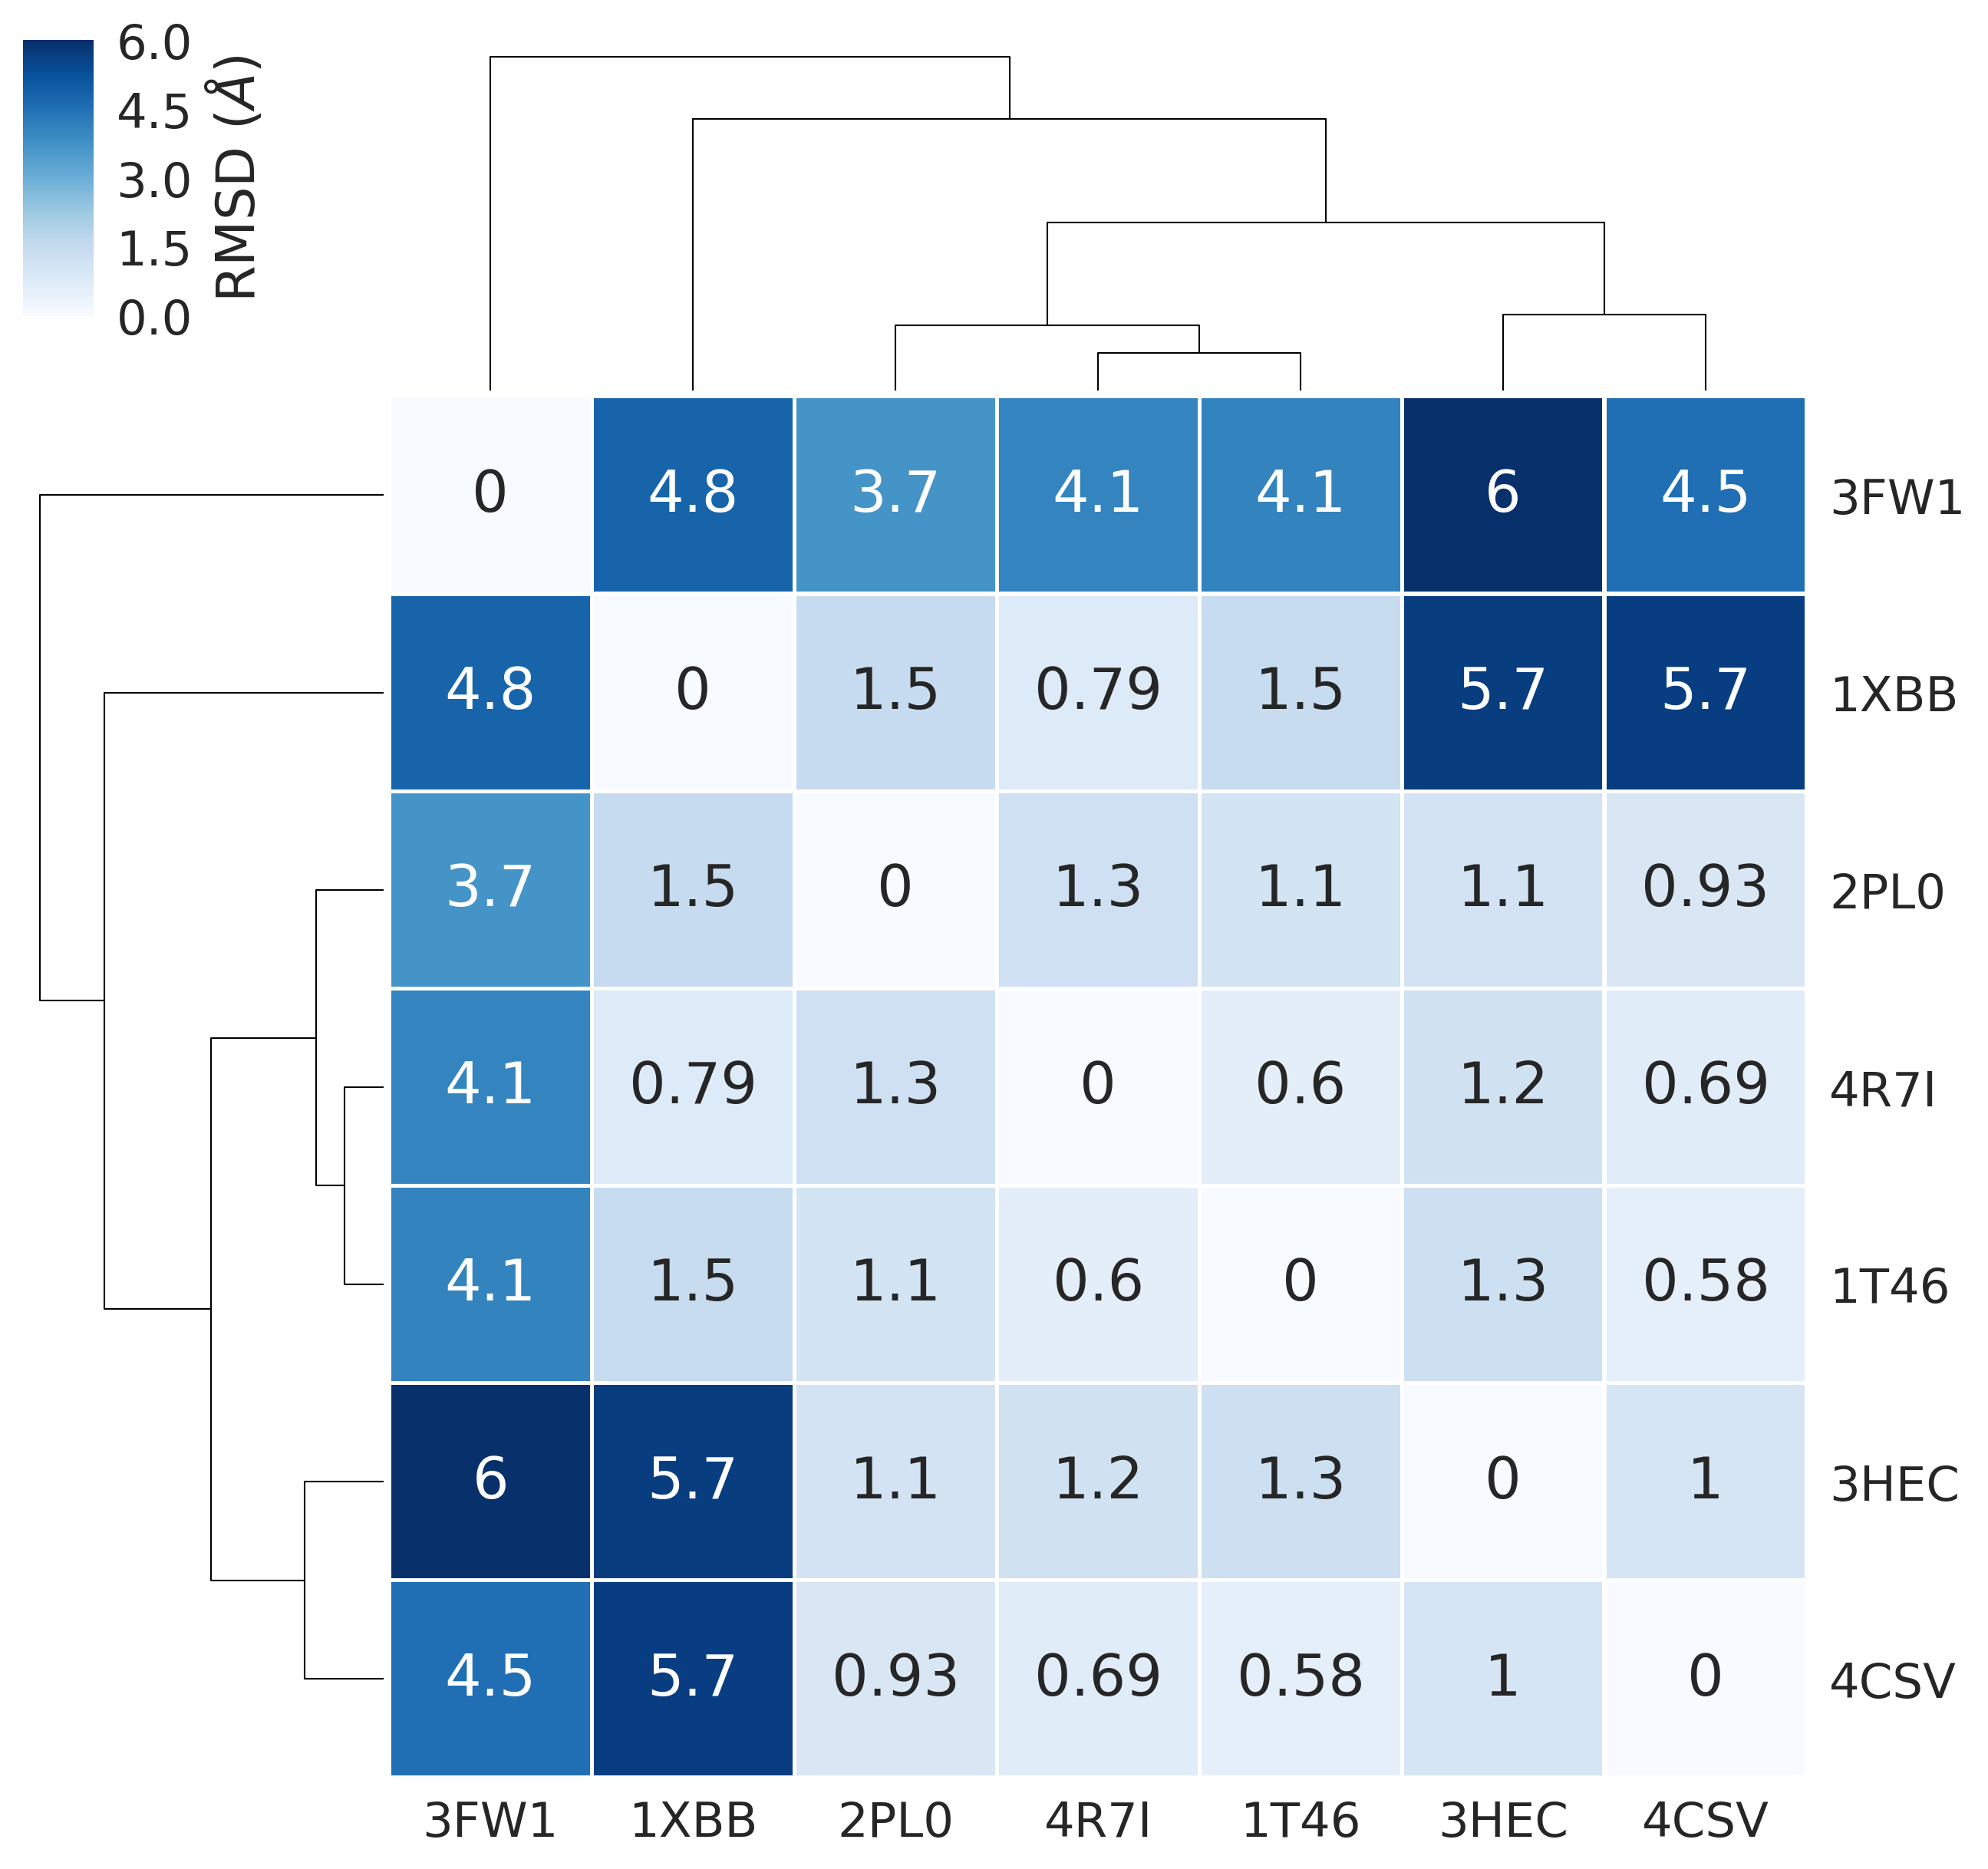 6.0
4.5
3.0
1.5
0.0
RMSD (Å)
0 4.8 3.7 4.1 4.1 6 4.5 3FW1
4.8 0 1.5 0.79 1.5 5.7 5.7 1XBB
3.7 1.5 0 1.3 1.1 1.1 0.93 2PL0
4.1 0.79 1.3 0 0.6 1.2 0.69 4R7I
4.1 1.5 1.1 0.6 0 1.3 0.58 1T46
6 5.7 1.1 1.2 1.3 0 1 3HEC
4.5 5.7 0.93 0.69 0.58 1 0 4CSV
3FW1 1XBB 2PL0 4R7I 1T46 3HEC 4CSV